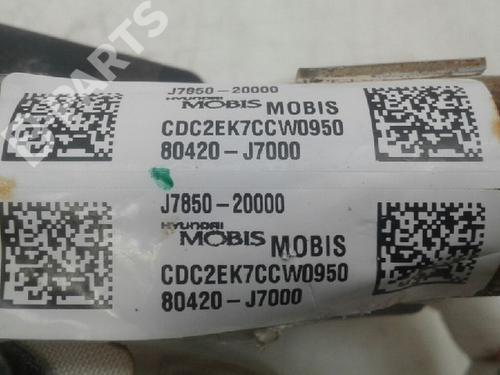 B-PARTS
J7850-20000
HYUNDAI
MOBIS MOBIS
CDC2EK7CCW0950
80420-J7000
J7850-20000
HYUNDAI
MOBIS MOBIS
CDC2EK7CCW0950
80420-J7000